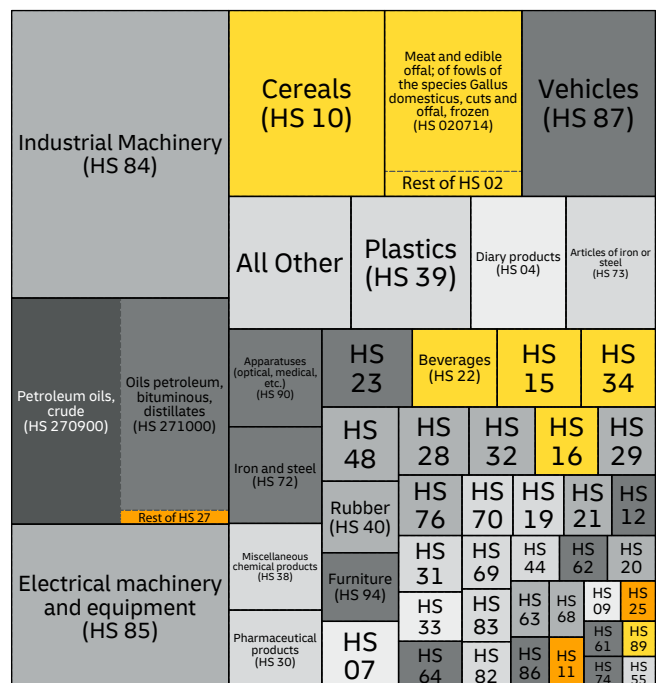 Industrial Machinery
(HS 84)
Cereals
(HS 10)
Meat and edible
offal; of fowls of
the species Gallus
domesticus, cuts and
offal, frozen
(HS 020714)
Rest of HS 02
Vehicles
(HS 87)
All Other
Plastics
(HS 39)
Diary products
(HS 04)
Articles of iron or
steel
(HS 73)
Petroleum oils,
crude
(HS 270900)
Oils petroleum,
bituminous,
distillates
(HS 271000)
Rest of HS 27
Electrical machinery
and equipment
(HS 85)
Apparatuses
(optical, medical,
etc.)
(HS 90)
Iron and steel
(HS 72)
Miscellaneous
chemical products
(HS 38)
Pharmaceutical
products
(HS 30)
HS
23
Beverages
(HS 22)
HS
15
HS
34
HS
48
HS
28
HS
32
HS
16
HS
29
Rubber
(HS 40)
HS
76
HS
70
HS
19
HS
21
HS
12
Furniture
(HS 94)
HS
31
HS
69
HS
44
HS
62
HS
20
HS
07
HS
33
HS
83
HS
63
HS
68
HS
09
HS
25
HS
64
HS
82
HS
86
HS
11
HS
61
HS
89
HS
74
HS
55